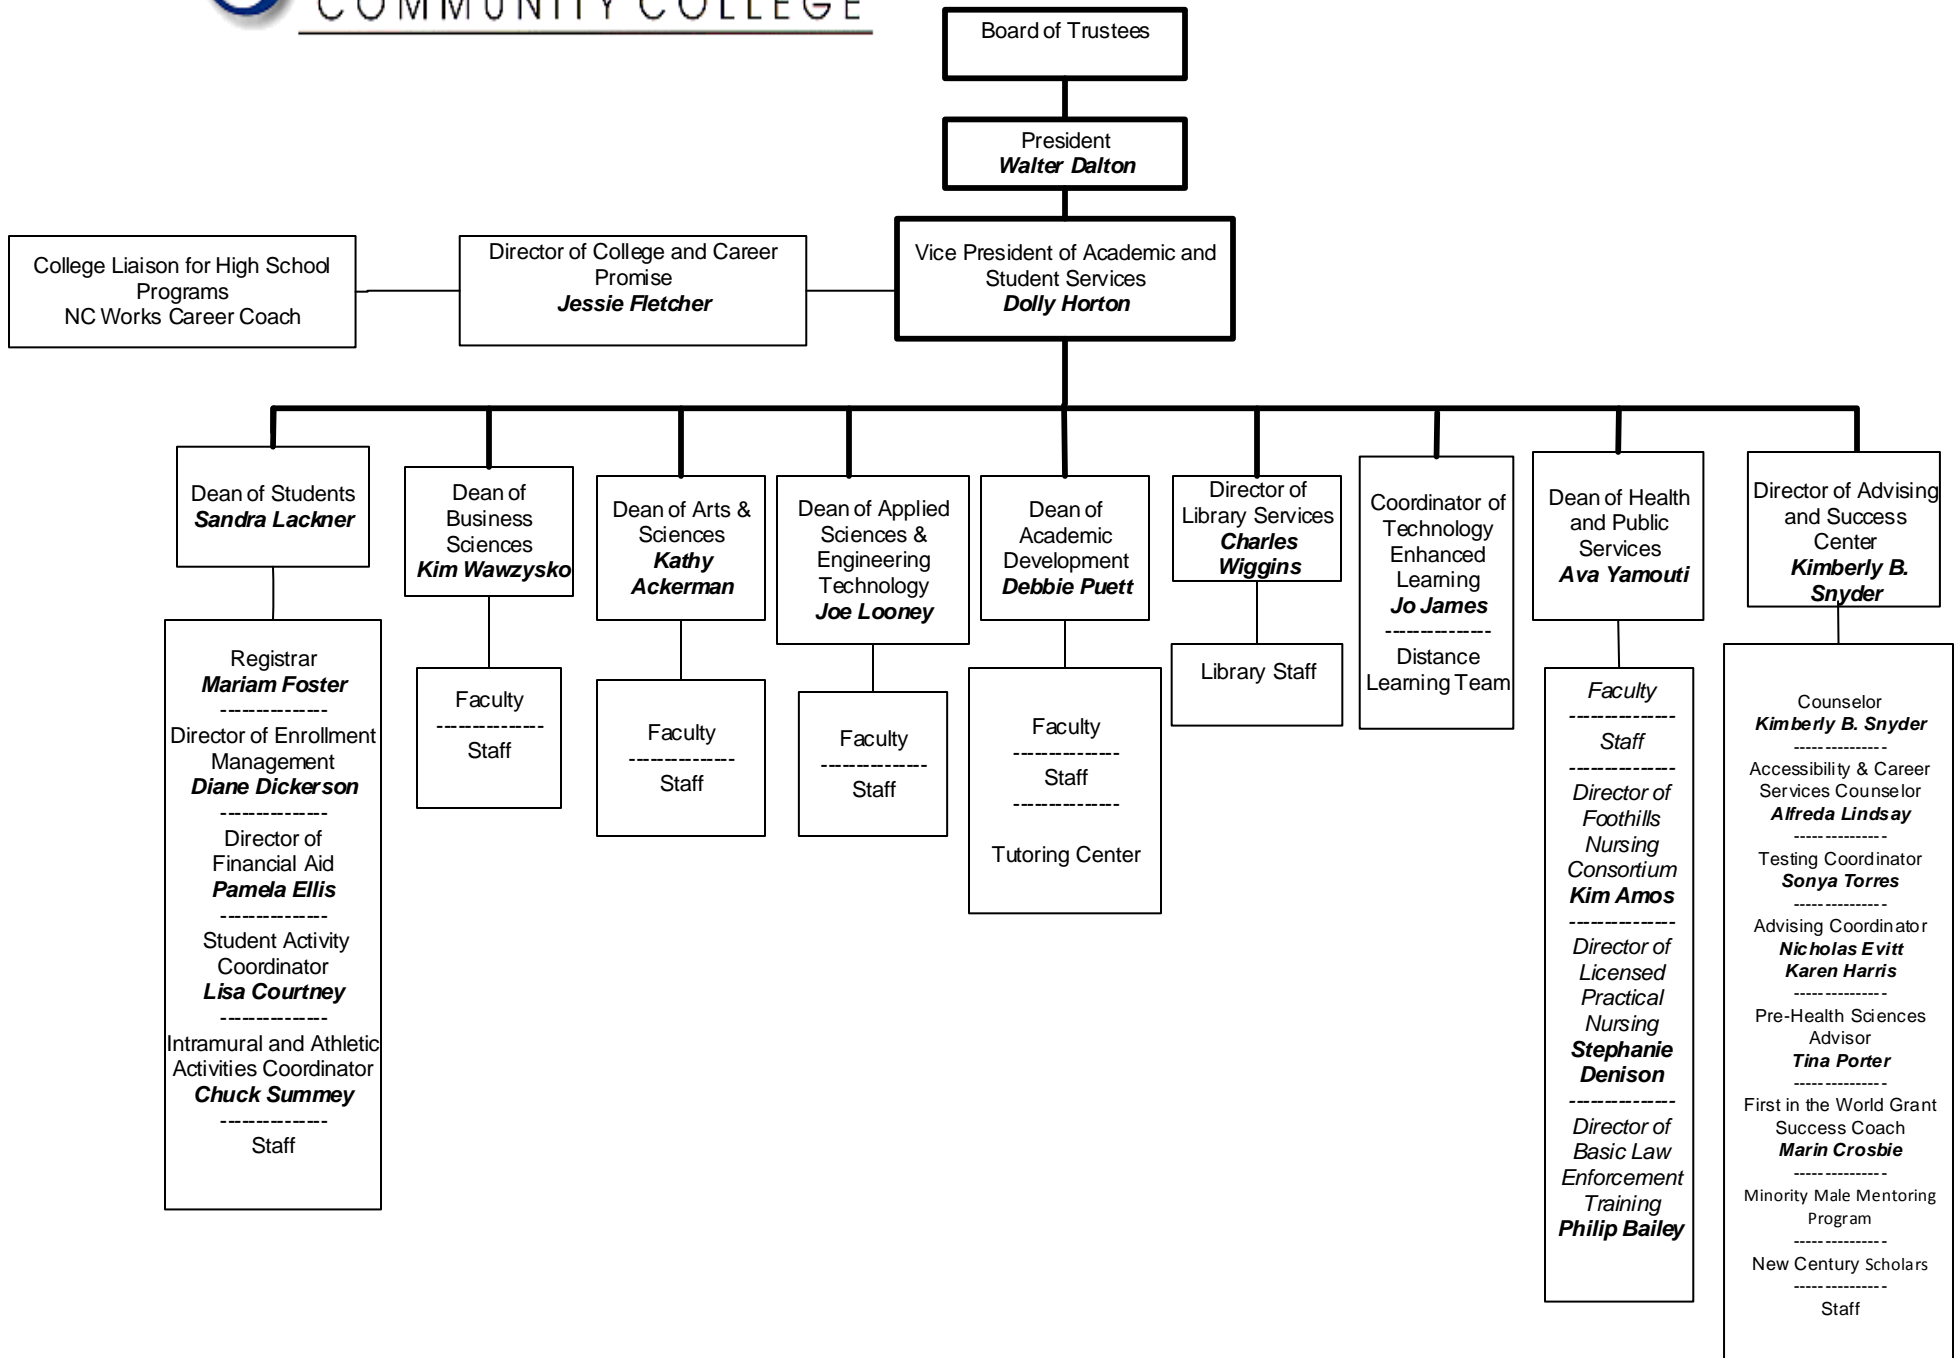 COMMUNITY COLLEGE
Board of Trustees
President
Walter Dalton
Vice President of Academic and
Student Services
Dolly Horton
Director of College and Career
Promise
Jessie Fletcher
College Liaison for High School
Programs
NC Works Career Coach
Dean of Students
Sandra Lackner
Registrar
Mariam Foster
---------------
Director of Enrollment
Management
Diane Dickerson
---------------
Director of
Financial Aid
Pamela Ellis
---------------
Student Activity
Coordinator
Lisa Courtney
---------------
Intramural and Athletic
Activities Coordinator
Chuck Summey
---------------
Staff
Dean of
Business
Sciences
Kim Wawzysko
Faculty
---------------
Staff
Dean of Arts &
Sciences
Kathy
Ackerman
Faculty
---------------
Staff
Dean of Applied
Sciences &
Engineering
Technology
Joe Looney
Faculty
---------------
Staff
Dean of
Academic
Development
Debbie Puett
Faculty
---------------
Staff
---------------
Tutoring Center
Director of
Library Services
Charles
Wiggins
Library Staff
Coordinator of
Technology
Enhanced
Learning
Jo James
---------------
Distance
Learning Team
Dean of Health
and Public
Services
Ava Yamouti
Faculty
---------------
Staff
---------------
Director of
Foothills
Nursing
Consortium
Kim Amos
---------------
Director of
Licensed
Practical
Nursing
Stephanie
Denison
---------------
Director of
Basic Law
Enforcement
Training
Philip Bailey
Director of Advising
and Success
Center
Kimberly B.
Snyder
Counselor
Kimberly B. Snyder
---------------
Accessibility & Career
Services Counselor
Alfreda Lindsay
---------------
Testing Coordinator
Sonya Torres
---------------
Advising Coordinator
Nicholas Evitt
Karen Harris
---------------
Pre-Health Sciences
Advisor
Tina Porter
---------------
First in the World Grant
Success Coach
Marin Crosbie
---------------
Minority Male Mentoring
Program
---------------
New Century Scholars
---------------
Staff